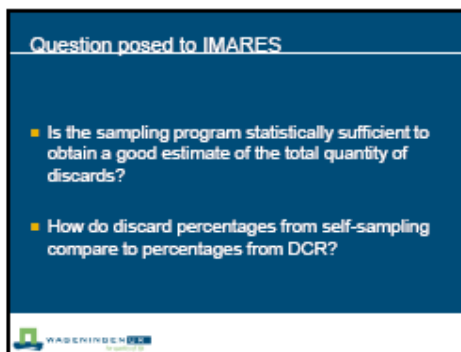 Question posed to IMARES
Is the sampling program statistically sufficient to
obtain a good estimate of the total quantity of
discards?
How do discard percentages from self-sampling
compare to percentages from DCR?
WAGENINGEN UR